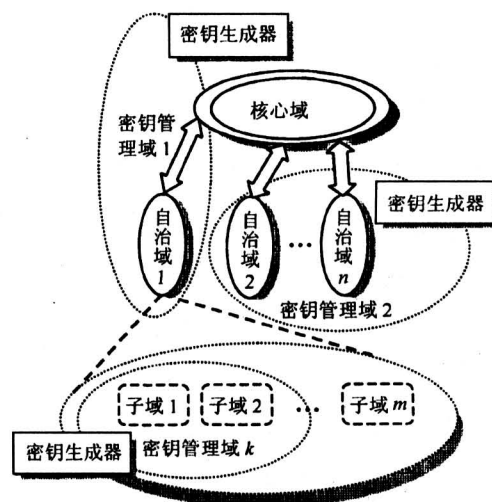 密钥生成器
核心域
密钥管
理域 1
密钥生成器
自治域1
自治域2
…
自治域n
密钥管理域 2
子域 1
子域 2
…
子域 m
密钥生成器
密钥管理域 k